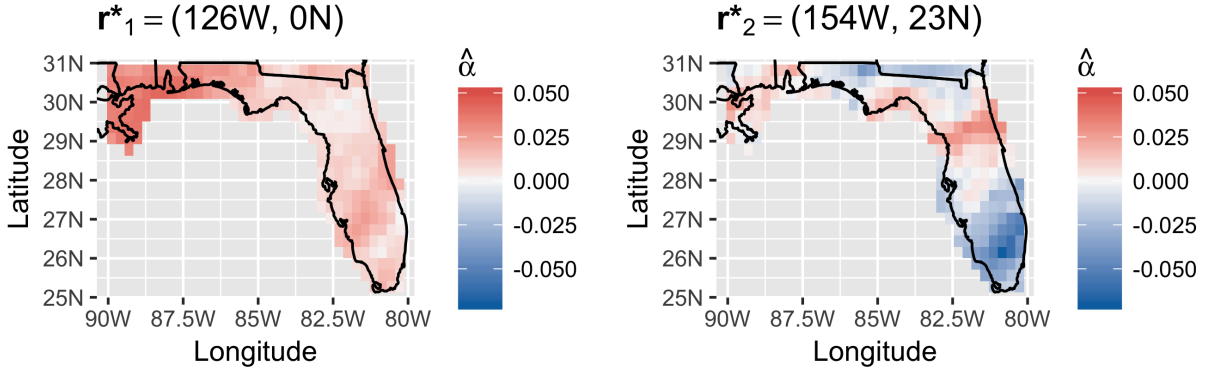 r*1 = (126W, 0N)
31N
30N
29N
28N
27N
26N
25N
90W 87.5W 85W 82.5W 80W
Latitude
Longitude
α̂
0.050
0.025
0.000
-0.025
-0.050
r*2 = (154W, 23N)
31N
30N
29N
28N
27N
26N
25N
90W 87.5W 85W 82.5W 80W
Latitude
Longitude
α̂
0.050
0.025
0.000
-0.025
-0.050